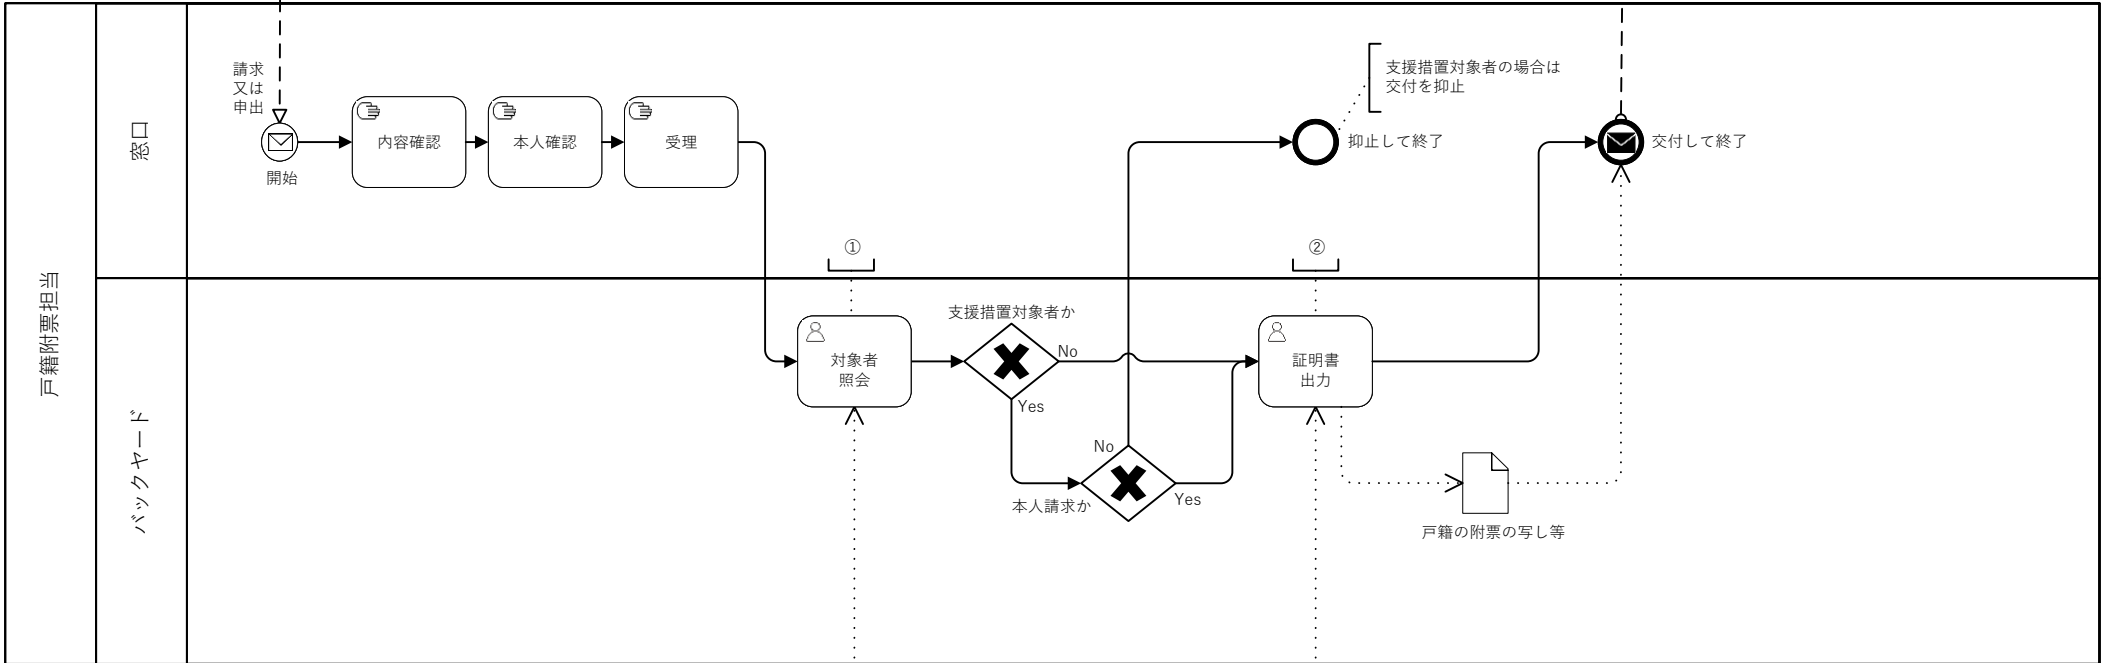 戸籍附票担当
窓口
請求
又は
申出
開始
内容確認
本人確認
受理
支援措置対象者の場合は
交付を抑止
抑止して終了
交付して終了
①
②
バックヤード
対象者
照会
支援措置対象者か
No
Yes
本人請求か
No
Yes
証明書
出力
戸籍の附票の写し等